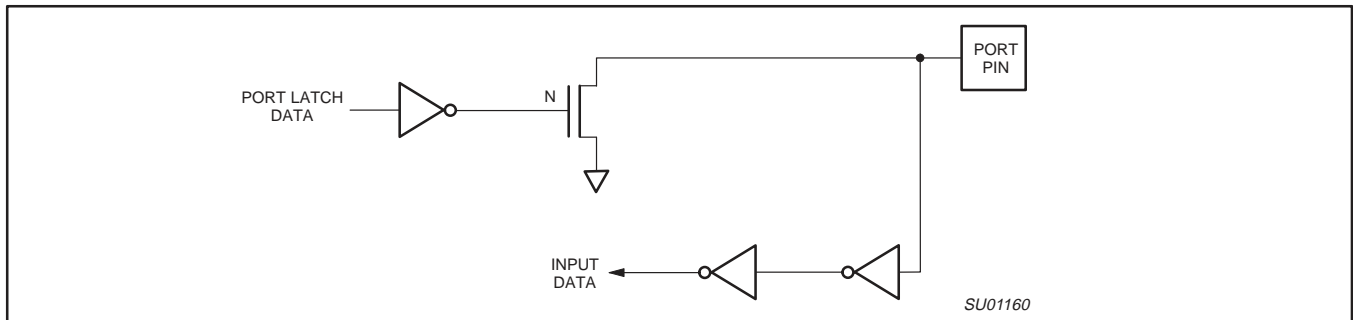 PORT
PIN
N
PORT LATCH
DATA
INPUT
DATA
SU01160